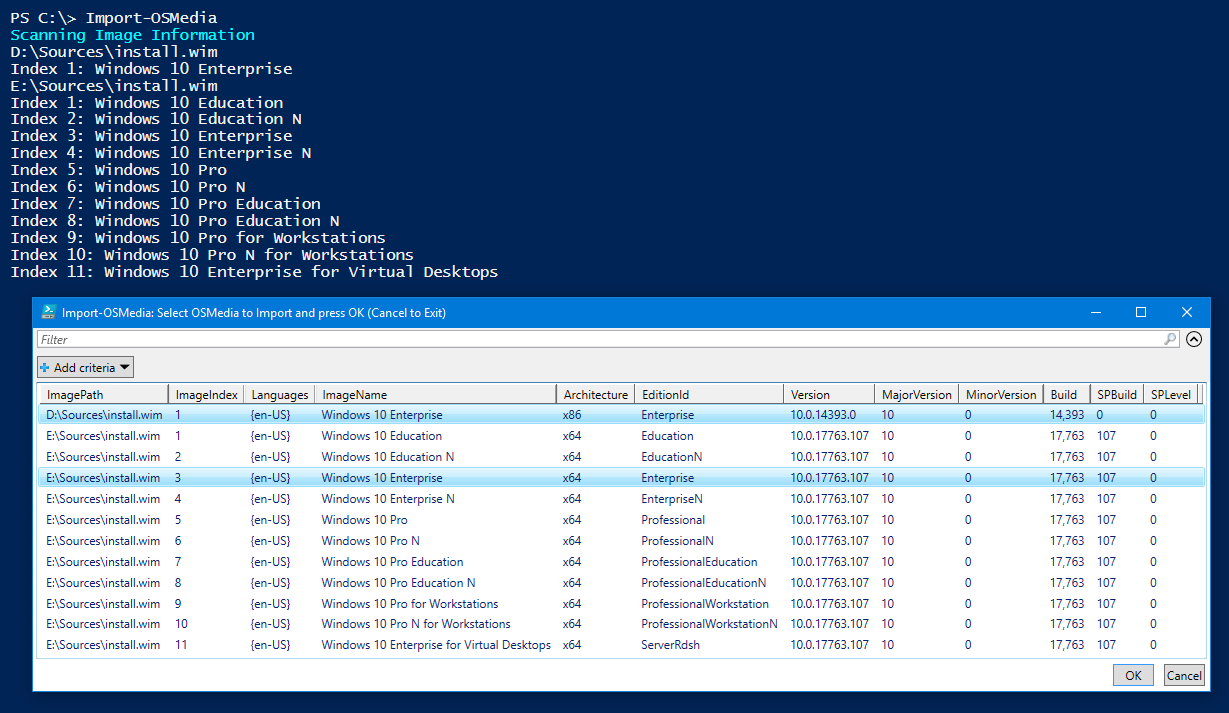 PS C:\> Import-OSMedia
Scanning Image Information
D:\Sources\install.wim
Index 1: Windows 10 Enterprise
E:\Sources\install.wim
Index 1: Windows 10 Education
Index 2: Windows 10 Education N
Index 3: Windows 10 Enterprise
Index 4: Windows 10 Enterprise N
Index 5: Windows 10 Pro
Index 6: Windows 10 Pro N
Index 7: Windows 10 Pro Education
Index 8: Windows 10 Pro Education N
Index 9: Windows 10 Pro for Workstations
Index 10: Windows 10 Pro N for Workstations
Index 11: Windows 10 Enterprise for Virtual Desktops
Import-OSMedia: Select OSMedia to Import and press OK (Cancel to Exit)
Filter
Add criteria
ImagePath ImageIndex Languages ImageName Architecture EditionId Version MajorVersion MinorVersion Build SPBuild SPLevel
D:\Sources\install.wim 1 {en-US} Windows 10 Enterprise x86 Enterprise 10.0.14393.0 10 0 14,393 0 0
E:\Sources\install.wim 1 {en-US} Windows 10 Education x64 Education 10.0.17763.107 10 0 17,763 107 0
E:\Sources\install.wim 2 {en-US} Windows 10 Education N x64 EducationN 10.0.17763.107 10 0 17,763 107 0
E:\Sources\install.wim 3 {en-US} Windows 10 Enterprise x64 Enterprise 10.0.17763.107 10 0 17,763 107 0
E:\Sources\install.wim 4 {en-US} Windows 10 Enterprise N x64 EnterpriseN 10.0.17763.107 10 0 17,763 107 0
E:\Sources\install.wim 5 {en-US} Windows 10 Pro x64 Professional 10.0.17763.107 10 0 17,763 107 0
E:\Sources\install.wim 6 {en-US} Windows 10 Pro N x64 ProfessionalN 10.0.17763.107 10 0 17,763 107 0
E:\Sources\install.wim 7 {en-US} Windows 10 Pro Education x64 ProfessionalEducation 10.0.17763.107 10 0 17,763 107 0
E:\Sources\install.wim 8 {en-US} Windows 10 Pro Education N x64 ProfessionalEducationN 10.0.17763.107 10 0 17,763 107 0
E:\Sources\install.wim 9 {en-US} Windows 10 Pro for Workstations x64 ProfessionalWorkstation 10.0.17763.107 10 0 17,763 107 0
E:\Sources\install.wim 10 {en-US} Windows 10 Pro N for Workstations x64 ProfessionalWorkstationN 10.0.17763.107 10 0 17,763 107 0
E:\Sources\install.wim 11 {en-US} Windows 10 Enterprise for Virtual Desktops x64 ServerRdsh 10.0.17763.107 10 0 17,763 107 0
OK Cancel